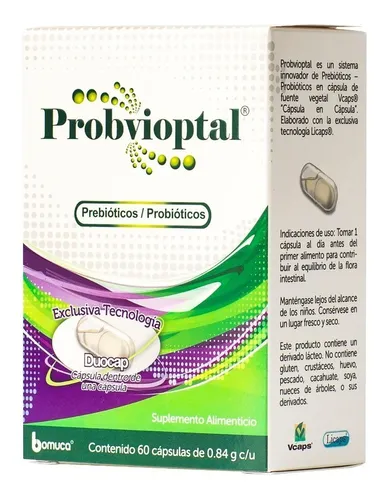 Probvioptal®
Prebióticos / Probióticos
Exclusiva Tecnología
Duocap
Cápsula dentro de
una cápsula
Suplemento Alimenticio
bomuca®
Contenido 60 cápsulas de 0.84 g c/u
Probvioptal es un sistema
innovador de Prebióticos –
Probióticos en cápsula de
fuente vegetal Vcaps®
"Cápsula en Cápsula".
Elaborado con la exclusiva
tecnología Licaps®.
Indicaciones de uso: Tomar 1
cápsula al día antes del
primer alimento para contri-
buir al equilibrio de la flora
intestinal.
Manténgase lejos del alcance
de los niños. Consérvese en
un lugar fresco y seco.
Este producto contiene un
derivado lácteo. No contiene
gluten, crustáceos, huevo,
pescado, cacahuate, soya,
nueces de árboles, o sus
derivados.
Vcaps®
Licaps